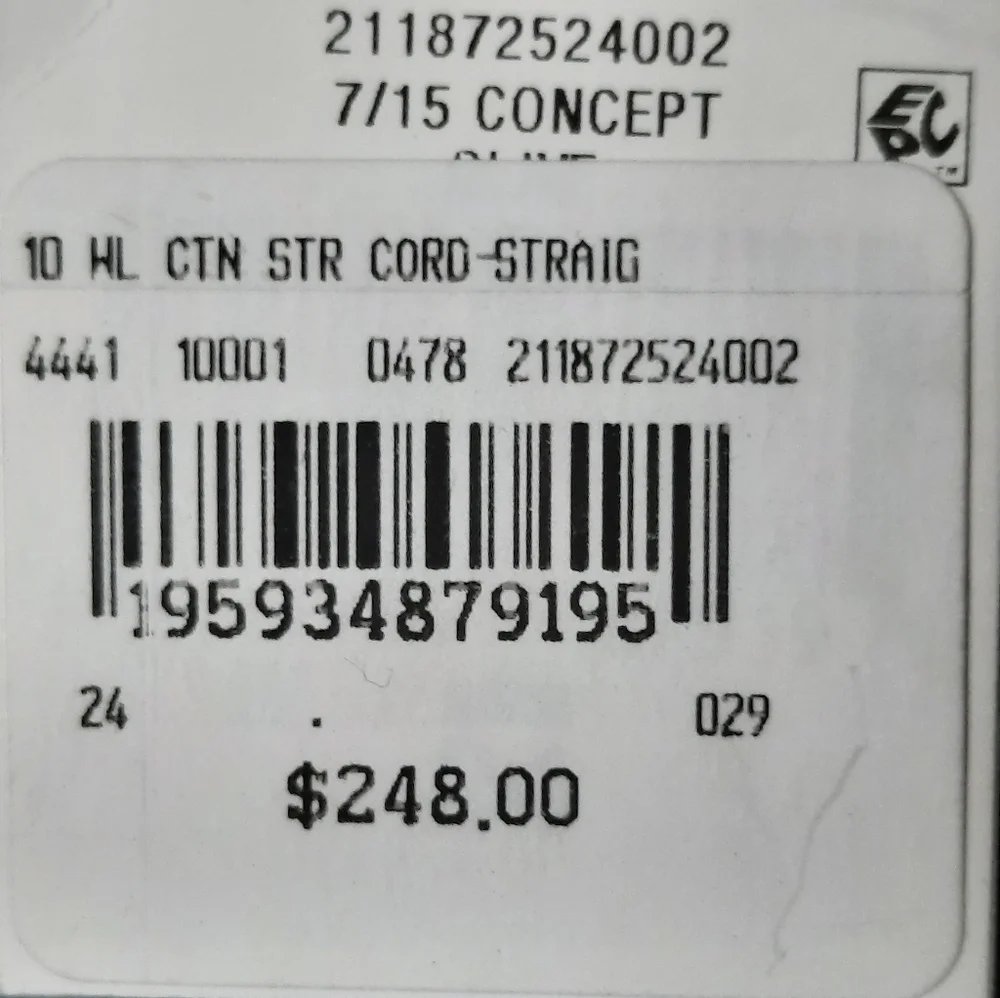 211872524002
7/15 CONCEPT
10 WL CTN STR CORD-STRAIG
4441 10001 0478 211872524002
195934879195
24 . 029
$248.00